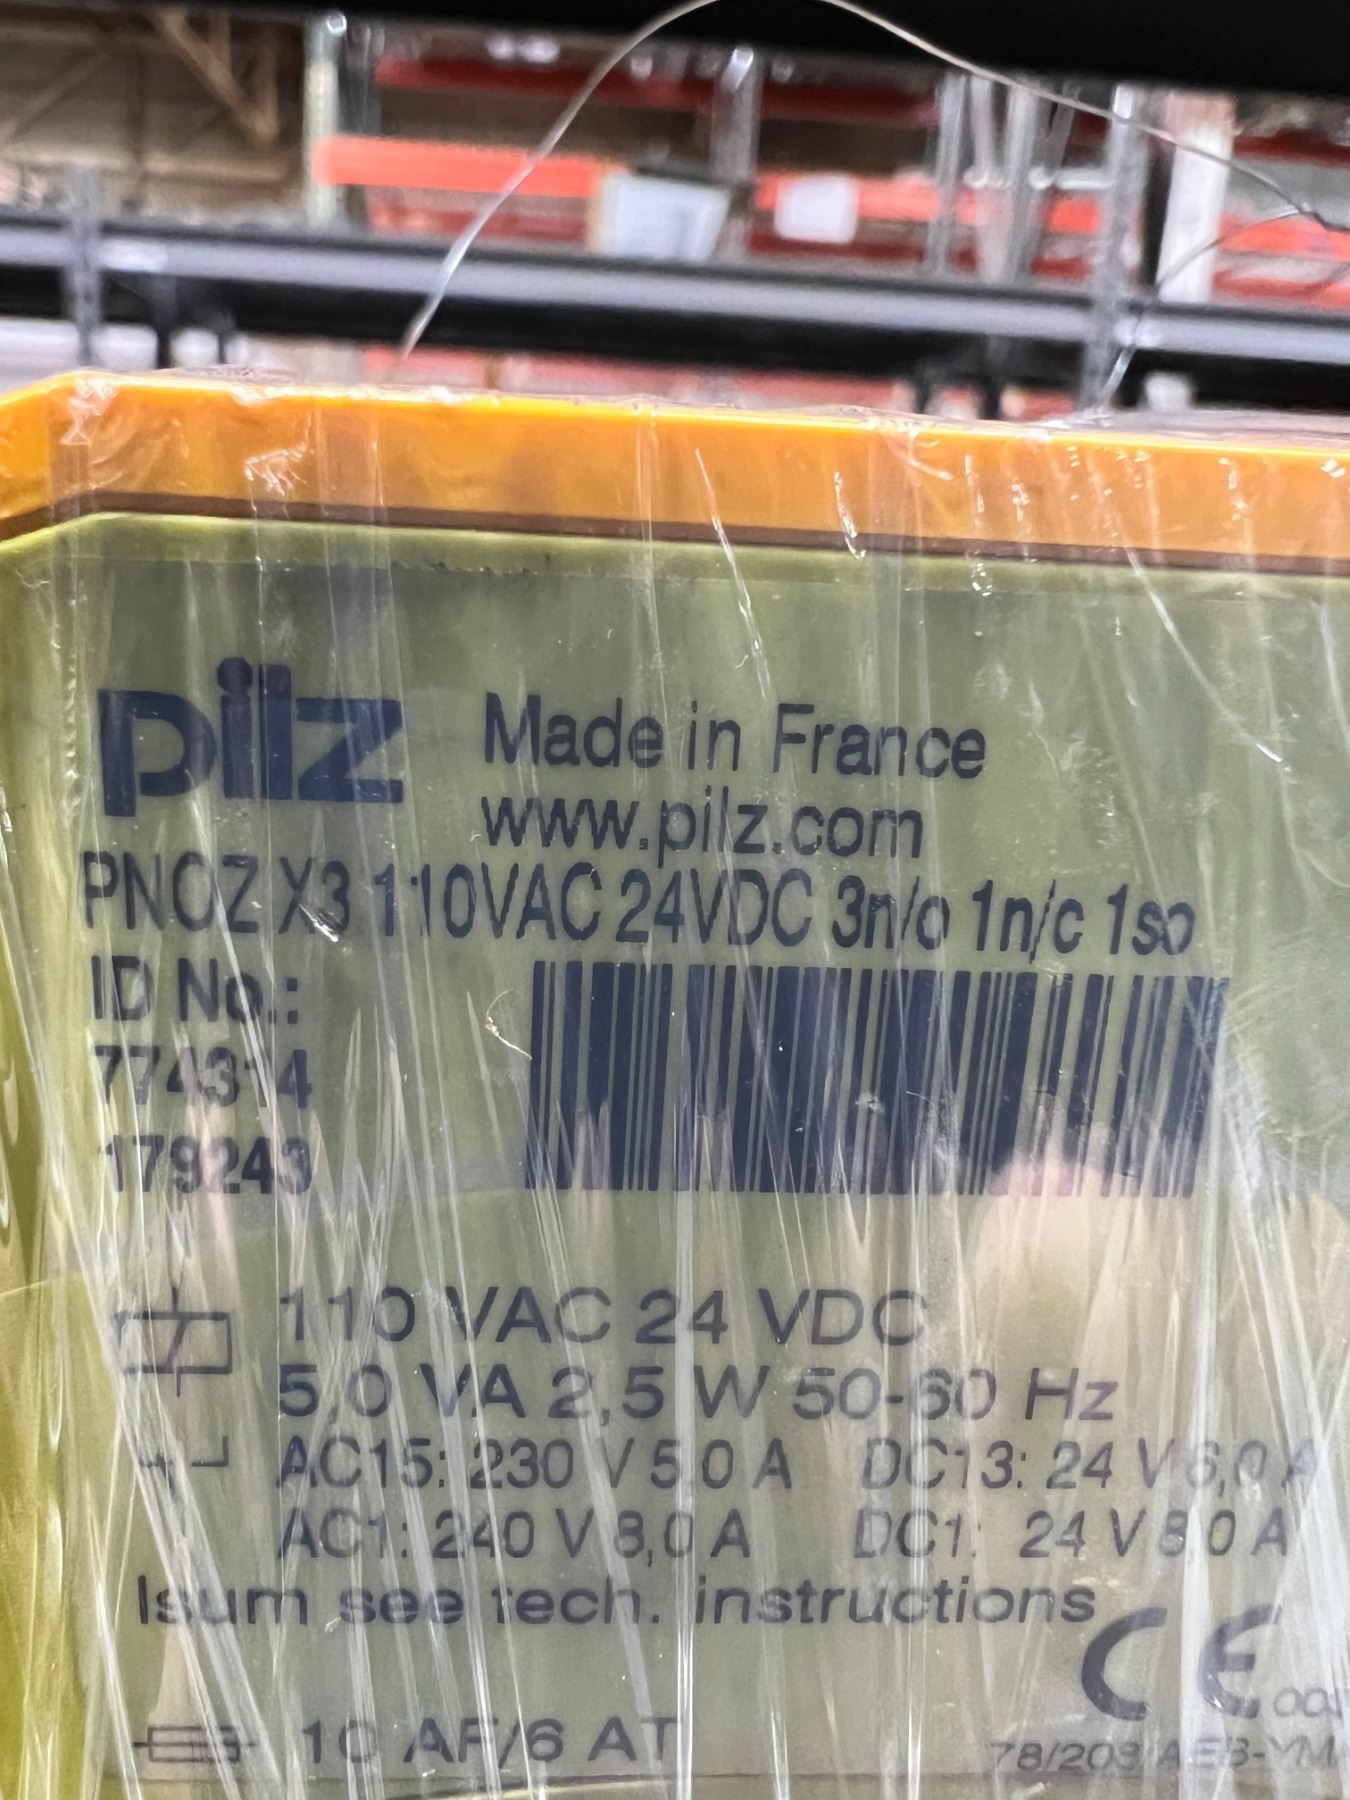 pilz
Made in France
www.pilz.com
PNOZ X3 110VAC 24VDC 3n/o 1n/c 1so
ID No.:
774314
179243
110 VAC 24 VDC
5,0 VA 2,5 W 50-60 Hz
AC15: 230 V 5,0 A DC13: 24 V 6,0 A
AC1: 240 V 8,0 A DC1: 24 V 8,0 A
Isum see tech. instructions
CE
10 AF/6 AT